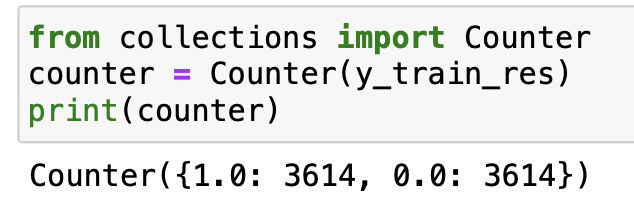 from collections import Counter
counter = Counter(y_train_res)
print(counter)
Counter({1.0: 3614, 0.0: 3614})